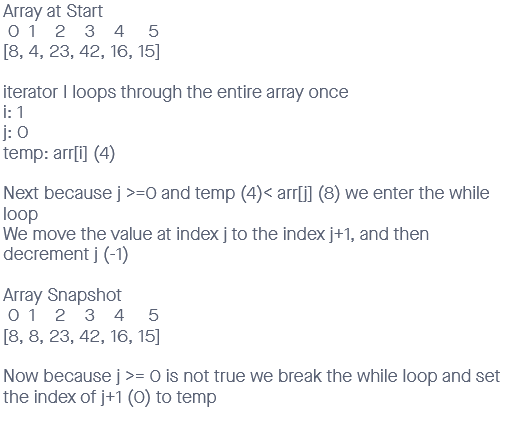 Array at Start
0 1 2 3 4 5
[8, 4, 23, 42, 16, 15]
iterator I loops through the entire array once
i: 1
j: 0
temp: arr[i] (4)
Next because j >=0 and temp (4)< arr[j] (8) we enter the while
loop
We move the value at index j to the index j+1, and then
decrement j (-1)
Array Snapshot
0 1 2 3 4 5
[8, 8, 23, 42, 16, 15]
Now because j >= 0 is not true we break the while loop and set
the index of j+1 (0) to temp